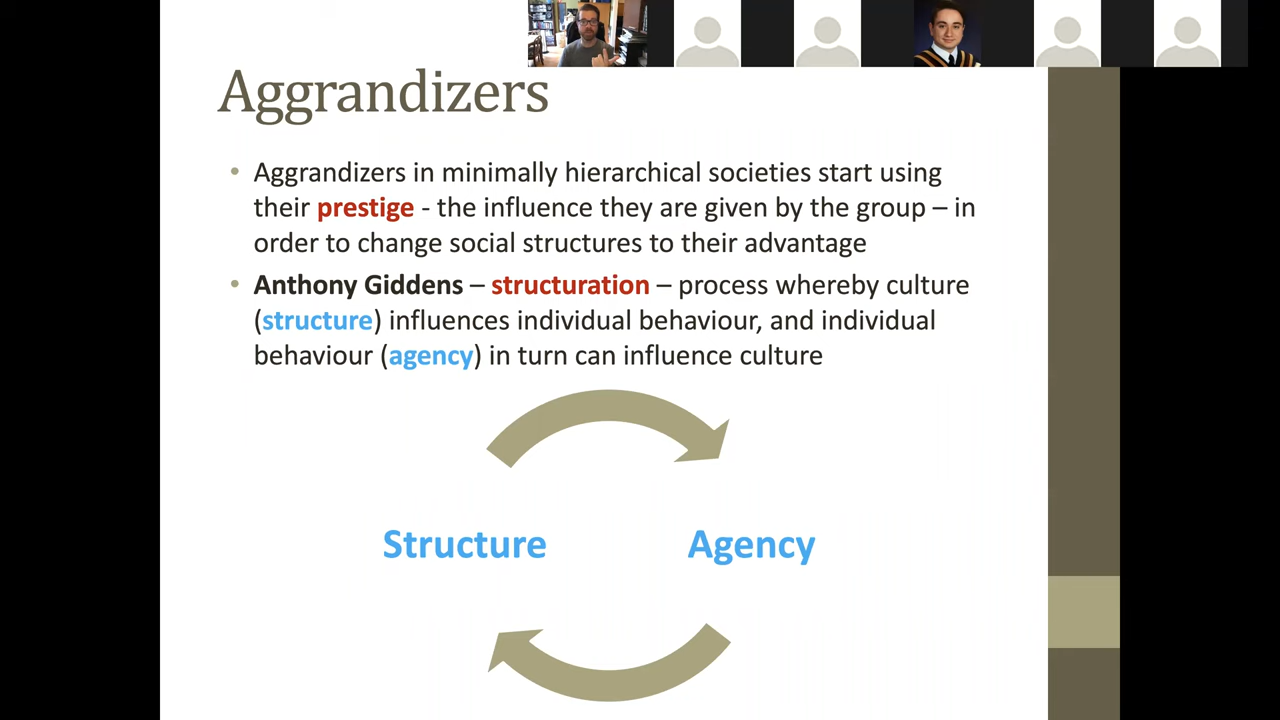 Aggrandizers
• Aggrandizers in minimally hierarchical societies start using
their prestige - the influence they are given by the group – in
order to change social structures to their advantage
• Anthony Giddens – structuration – process whereby culture
(structure) influences individual behaviour, and individual
behaviour (agency) in turn can influence culture
Structure
Agency